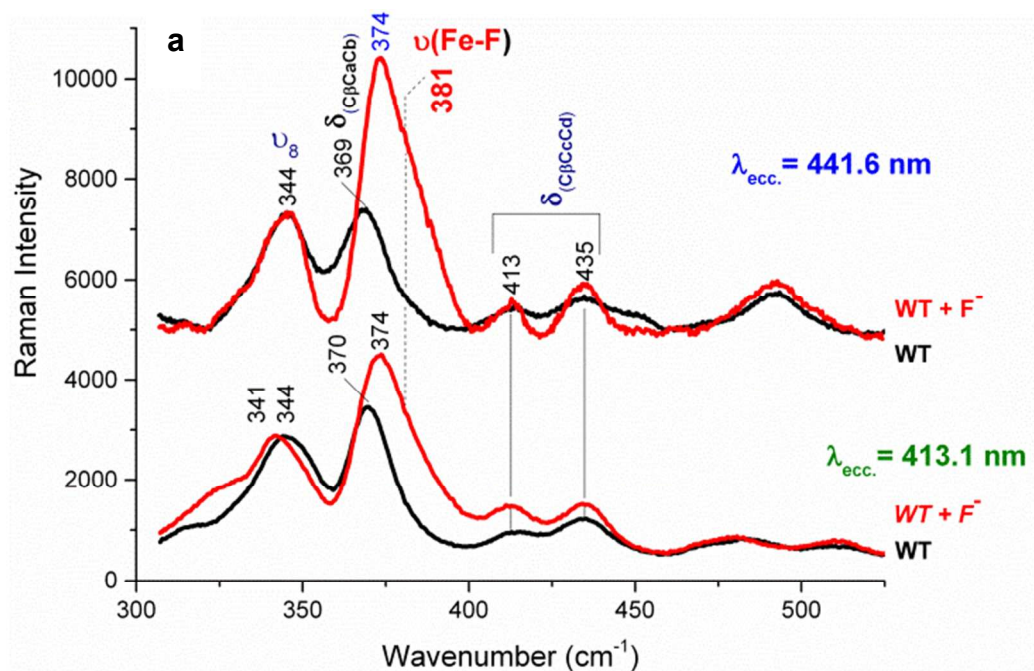 a
374
υ(Fe-F)
381
δ(CβCaCb)
369
υ8
344
δ(CβCcCd)
413
435
λecc. = 441.6 nm
WT + F-
WT
341
344
370
374
λecc. = 413.1 nm
WT + F-
WT
Raman Intensity
10000
8000
6000
4000
2000
0
300
350
400
450
500
Wavenumber (cm-1)